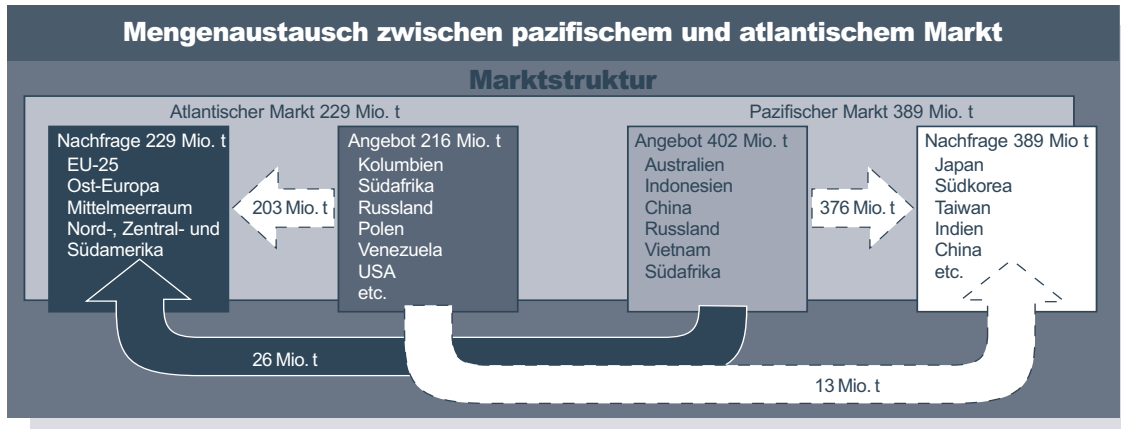 Mengenaustausch zwischen pazifischem und atlantischem Markt
Marktstruktur
Atlantischer Markt 229 Mio. t
Pazifischer Markt 389 Mio. t
Nachfrage 229 Mio. t
EU-25
Ost-Europa
Mittelmeerraum
Nord-, Zentral- und
Südamerika
203 Mio. t
Angebot 216 Mio. t
Kolumbien
Südafrika
Russland
Polen
Venezuela
USA
etc.
Angebot 402 Mio. t
Australien
Indonesien
China
Russland
Vietnam
Südafrika
376 Mio. t
Nachfrage 389 Mio t
Japan
Südkorea
Taiwan
Indien
China
etc.
26 Mio. t
13 Mio. t